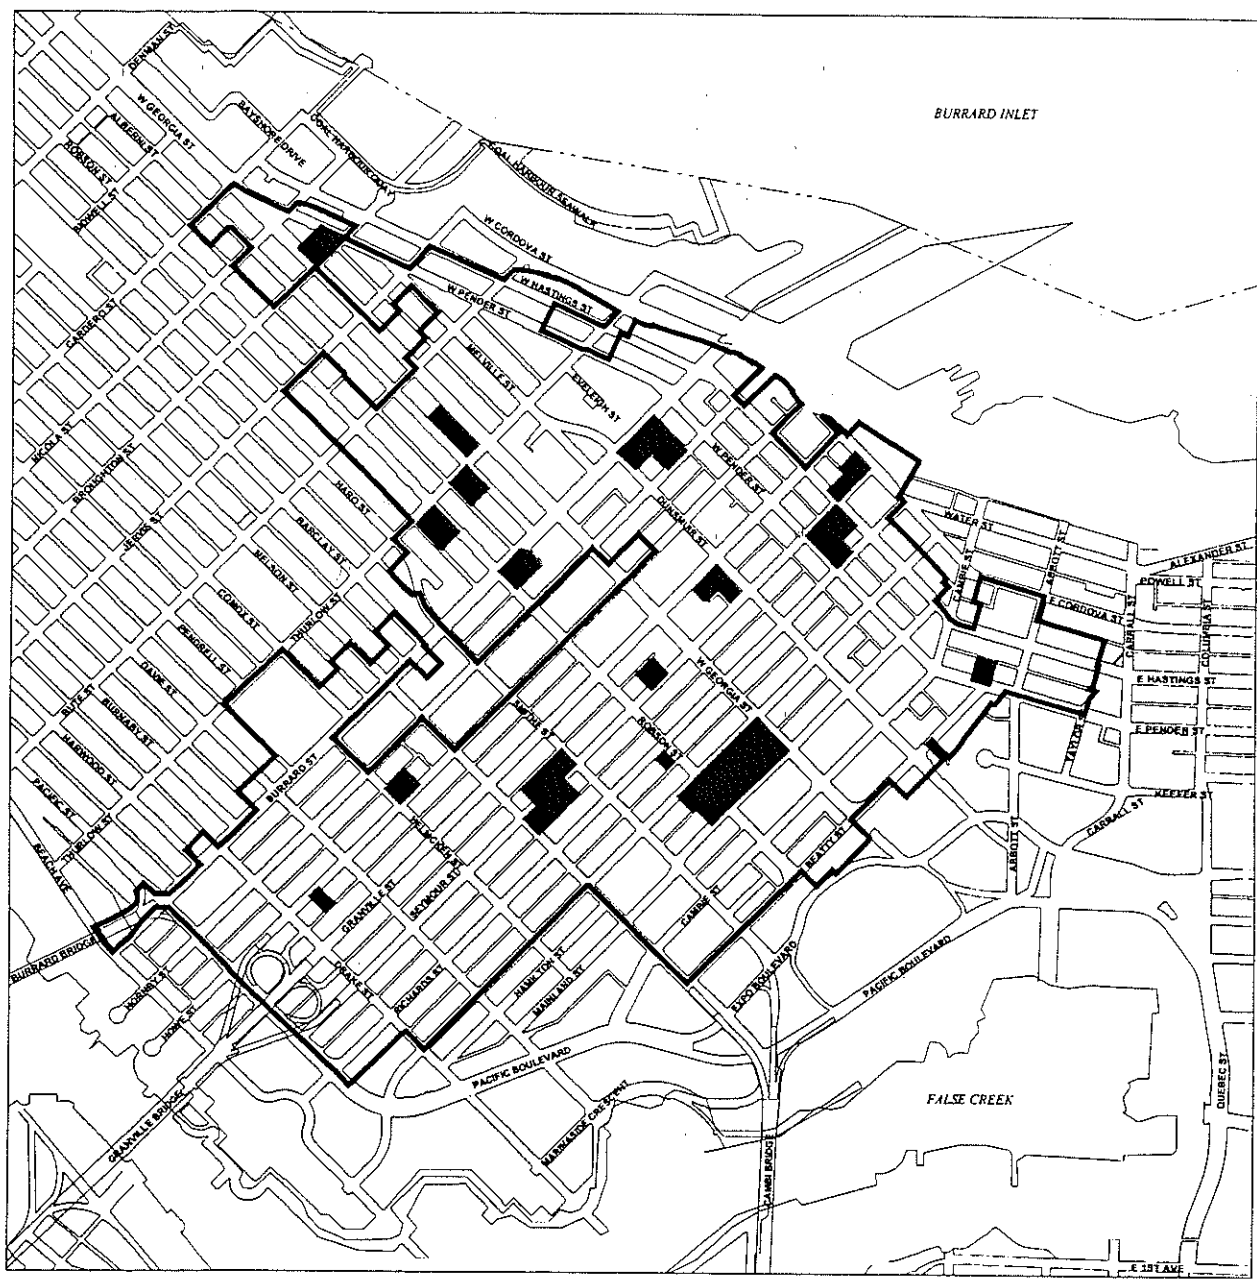 DENMAN ST
BURRARD INLET
W GEORGIA ST
BAYSHORE DRIVE
COAL HARBOUR QUAY
ALBERNI ST
ROBSON ST
BIDWELL ST
COAL HARBOUR SEAWALK
W CORDOVA ST
W HASTINGS ST
W PENDER ST
CARDERO ST
MELVILLE ST
EVELEIGH ST
NICOLA ST
BROUGHTON ST
W PENDER ST
HARO ST
DUNSMUIR ST
JERVIS ST
BARCLAY ST
NELSON ST
WATER ST
CAMBIE ST
ABBOTT ST
ALEXANDER ST
POWELL ST
E CORDOVA ST
CARRALL ST
COLUMBIA ST
COMOX ST
THURLOW ST
PENDRELL ST
DAVIE ST
W GEORGIA ST
E HASTINGS ST
BUTE ST
BURNABY ST
SMITHE ST
ROBSON ST
TAYLOR ST
E PENDER ST
HARWOOD ST
BURRARD ST
PACIFIC ST
THURLOW ST
KEEFER ST
CARRALL ST
HELMCKEN ST
BEATTY ST
ABBOTT ST
BEACH AVE
GRANVILLE ST
SEYMOUR ST
CAMBIE ST
BURRARD BRIDGE
HORNBY ST
HOWE ST
DRAKE ST
RICHARDS ST
HAMILTON ST
MAINLAND ST
EXPO BOULEVARD
PACIFIC BOULEVARD
PACIFIC BOULEVARD
GRANVILLE BRIDGE
MARINASIDE CRESCENT
CAMBI BRIDGE
FALSE CREEK
QUEBEC ST
E 1ST AVE